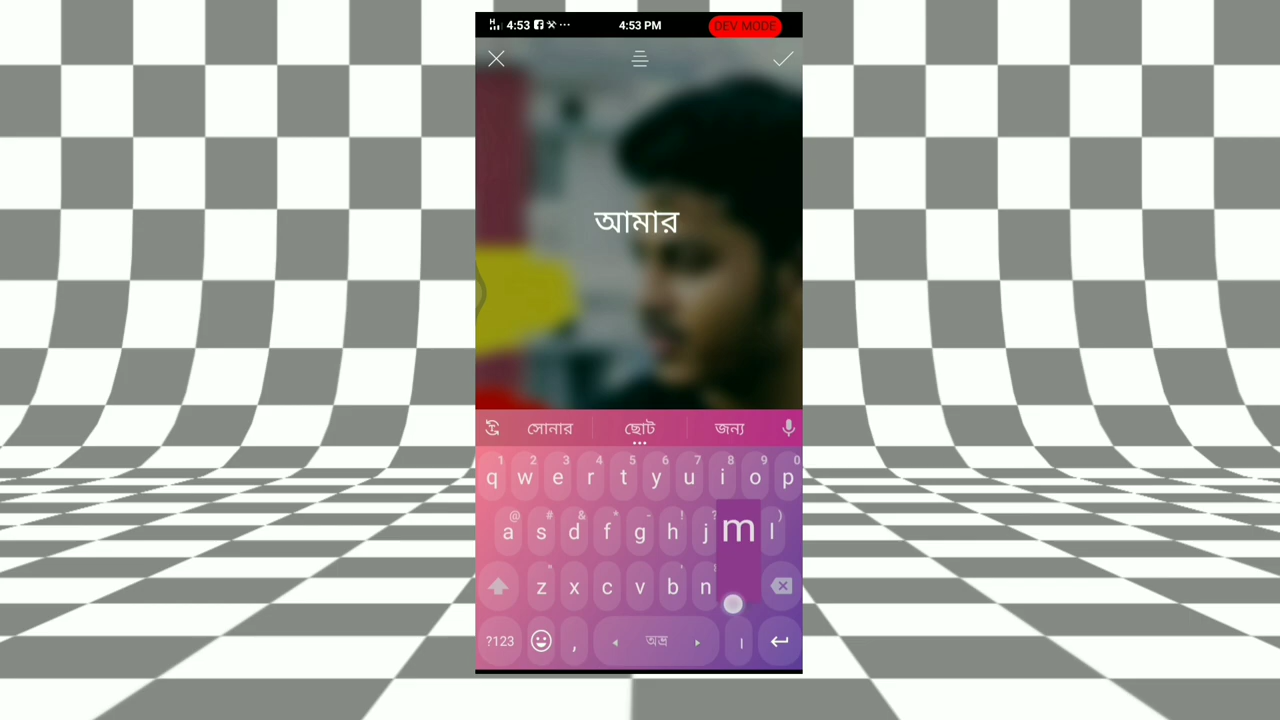 4:53
4:53 PM
DEV MODE
আমার
সোনার ছোট জন্য
1 2 3 4 5 6 7 8 9 0
q w e r t y u i o p
@ # & * - ! ? )
a s d f g h j m l
z x c v b n
?123 , অভ্র ।